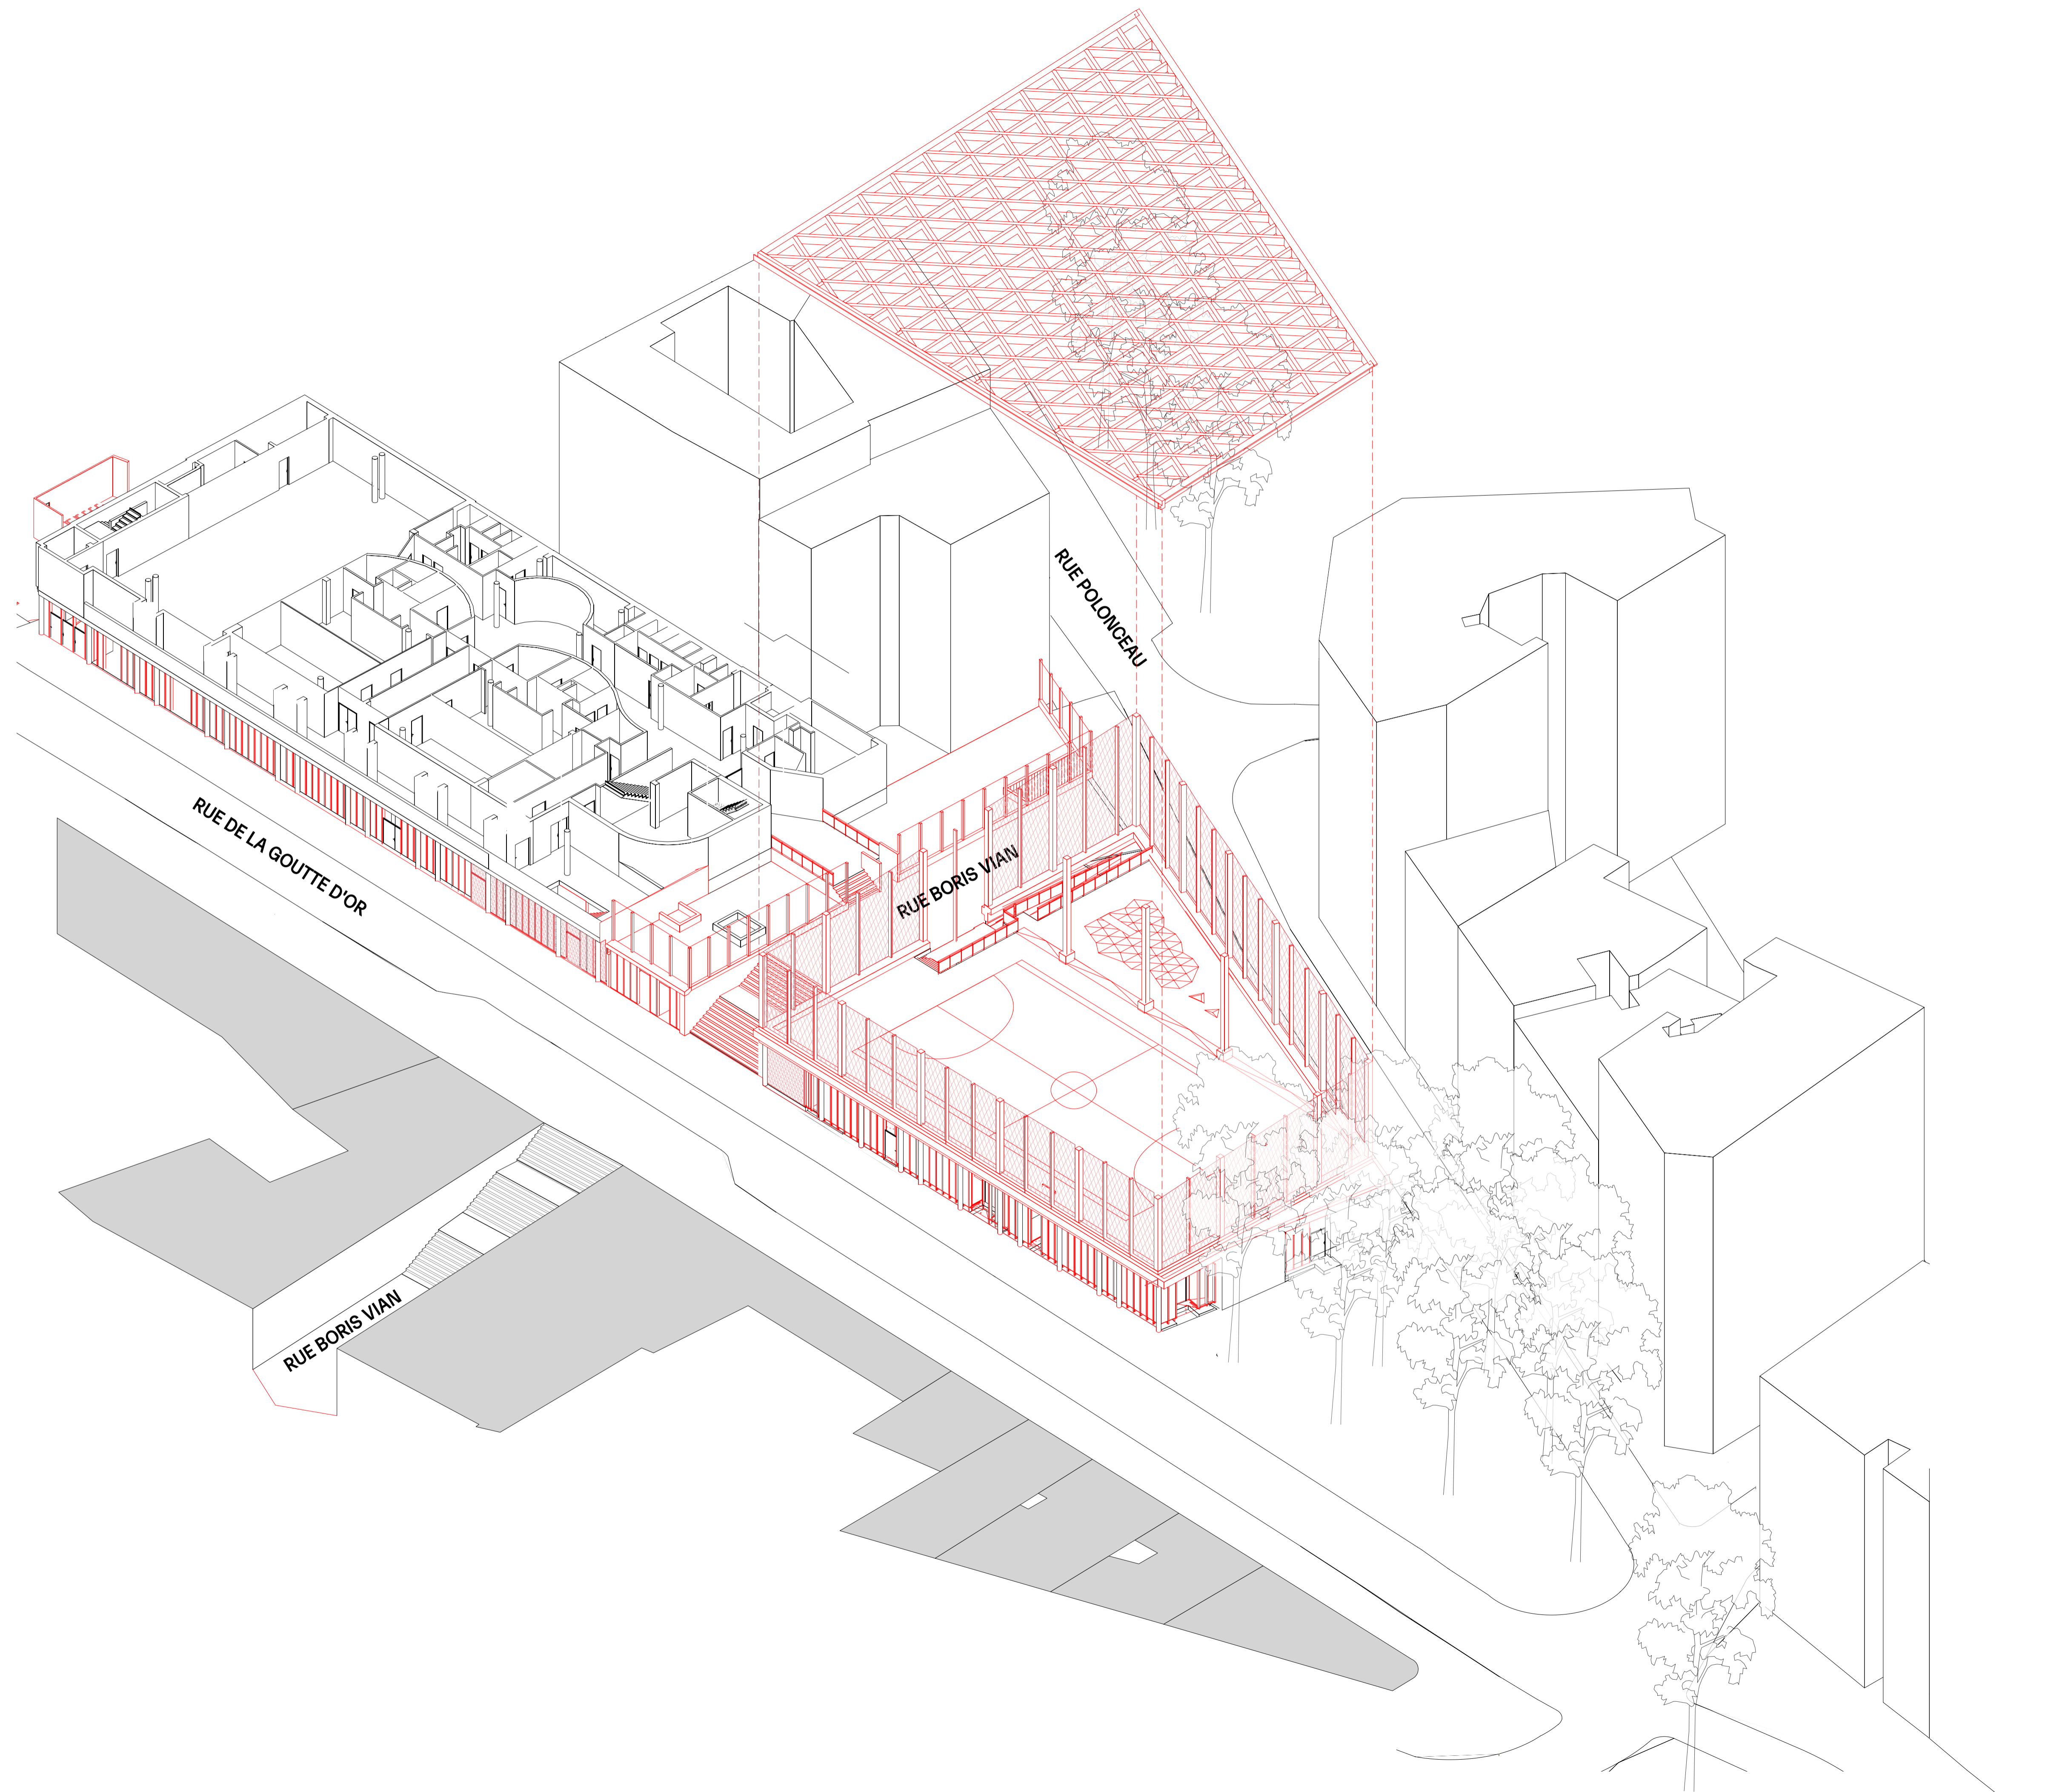 RUE POLONCEAU
RUE DE LA GOUTTE D'OR
RUE BORIS VIAN
RUE BORIS VIAN